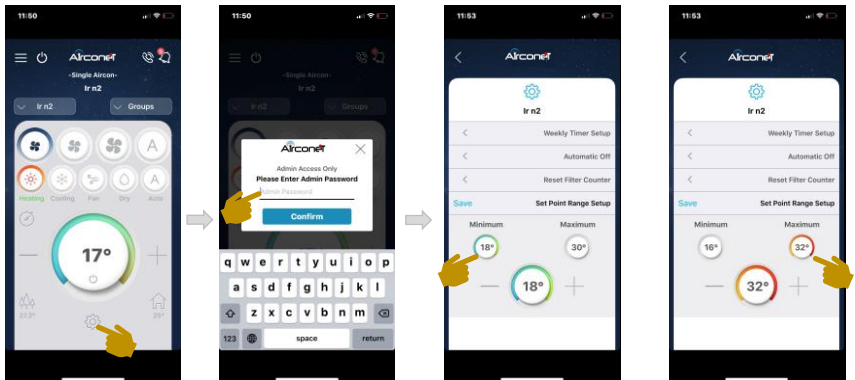 11:50
Airconet
-Single Aircon-
Ir n2
Ir n2
Groups
A
Heating
Cooling
Fan
Dry
Auto
A
17°
27.3°
25°
11:50
Airconet
-Single Aircon-
Ir n2
Ir n2
Groups
Airconet
Admin Access Only
Please Enter Admin Password
Admin Password
Confirm
q w e r t y u i o p
a s d f g h j k l
z x c v b n m
123
space
return
11:53
Airconet
Ir n2
Weekly Timer Setup
Automatic Off
Reset Filter Counter
Save
Set Point Range Setup
Minimum
Maximum
18°
30°
18°
11:53
Airconet
Ir n2
Weekly Timer Setup
Automatic Off
Reset Filter Counter
Save
Set Point Range Setup
Minimum
Maximum
16°
32°
32°